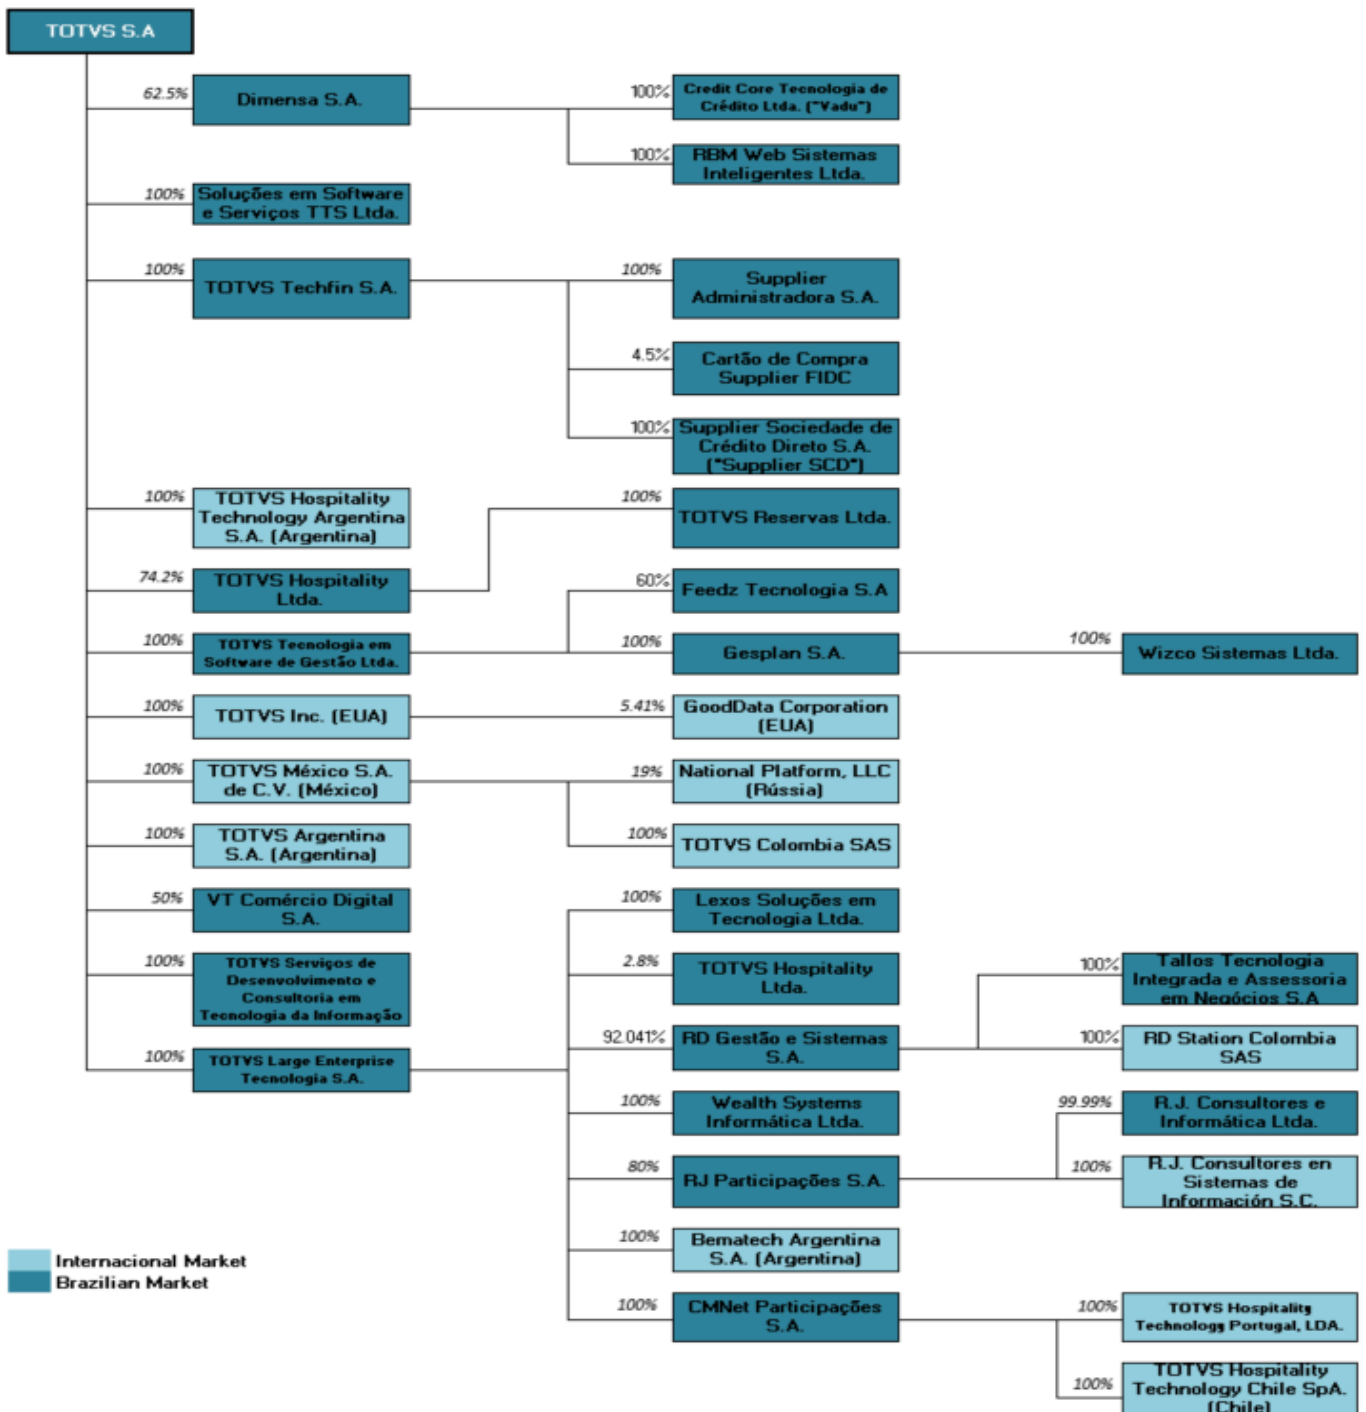 TOTVS S.A
62.5%
Dimensa S.A.
100%
Credit Core Tecnologia de
Crédito Ltda. ("Vadu")
100%
RBM Web Sistemas
Inteligentes Ltda.
100%
Soluções em Software
e Serviços TTS Ltda.
100%
TOTVS Techfin S.A.
100%
Supplier
Administradora S.A.
4.5%
Cartão de Compra
Supplier FIDC
100%
Supplier Sociedade de
Crédito Direto S.A.
("Supplier SCD")
100%
TOTVS Hospitality
Technology Argentina
S.A. (Argentina)
100%
TOTVS Reservas Ltda.
74.2%
TOTVS Hospitality
Ltda.
60%
Feedz Tecnologia S.A
100%
TOTVS Tecnologia em
Software de Gestão Ltda.
100%
Gesplan S.A.
100%
Wizco Sistemas Ltda.
100%
TOTVS Inc. (EUA)
5.41%
GoodData Corporation
(EUA)
100%
TOTVS México S.A.
de C.V. (México)
19%
National Platform, LLC
(Rússia)
100%
TOTVS Argentina
S.A. (Argentina)
100%
TOTVS Colombia SAS
50%
VT Comércio Digital
S.A.
100%
Lexos Soluções em
Tecnologia Ltda.
100%
TOTVS Serviços de
Desenvolvimento e
Consultoria em
Tecnologia da Informação
2.8%
TOTVS Hospitality
Ltda.
100%
Tallos Tecnologia
Integrada e Assessoria
em Negócios S.A
100%
TOTVS Large Enterprise
Tecnologia S.A.
92.041%
RD Gestão e Sistemas
S.A.
100%
RD Station Colombia
SAS
100%
Wealth Systems
Informática Ltda.
99.99%
R.J. Consultores e
Informática Ltda.
80%
RJ Participações S.A.
100%
R.J. Consultores en
Sistemas de
Información S.C.
100%
Bematech Argentina
S.A. (Argentina)
100%
CMNet Participações
S.A.
100%
TOTVS Hospitality
Technology Portugal, LDA.
100%
TOTVS Hospitality
Technology Chile SpA.
(Chile)
Internacional Market
Brazilian Market